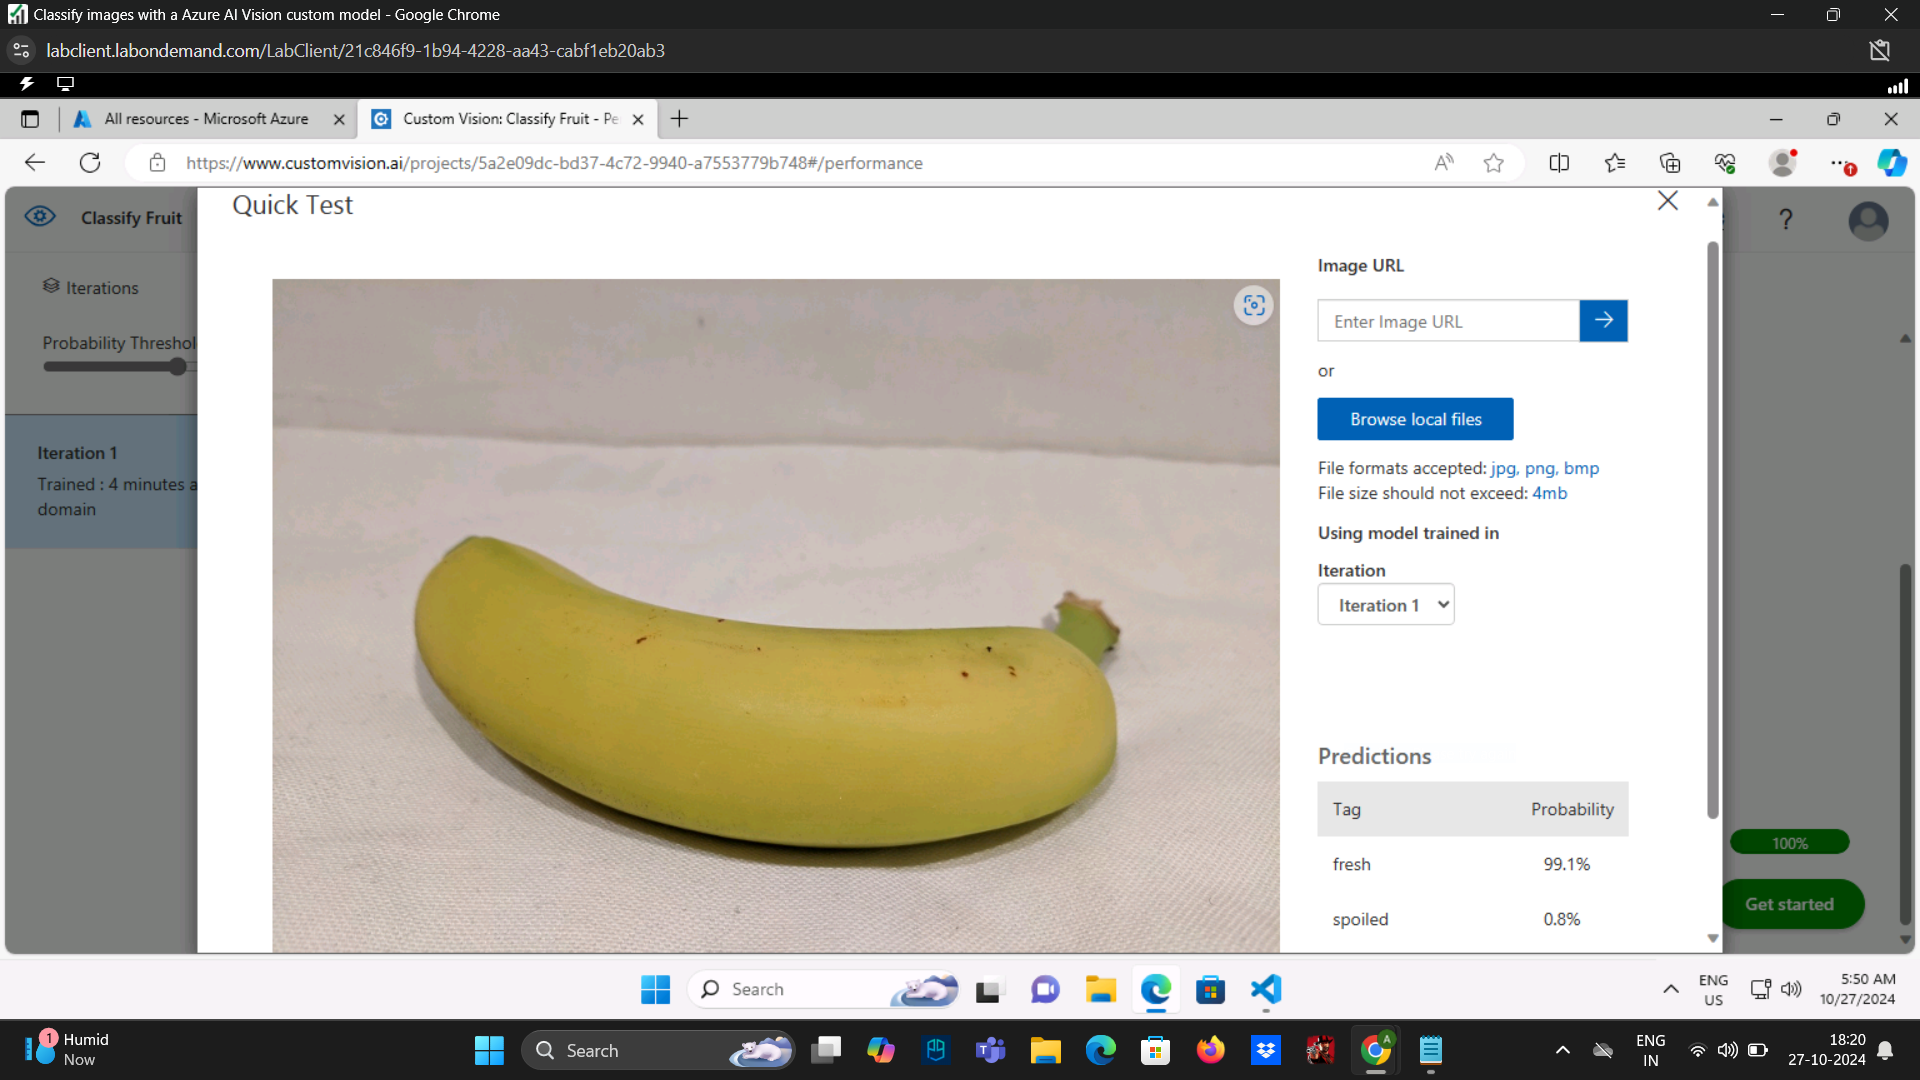 Classify images with a Azure AI Vision custom model - Google Chrome
labclient.labondemand.com/LabClient/21c846f9-1b94-4228-aa43-cabf1eb20ab3
All resources - Microsoft Azure
Custom Vision: Classify Fruit - Pe
https://www.customvision.ai/projects/5a2e09dc-bd37-4c72-9940-a7553779b748#/performance
Classify Fruit
Quick Test
?
Iterations
Probability Threshol
Iteration 1
Trained : 4 minutes a
domain
Image URL
Enter Image URL
or
Browse local files
File formats accepted: jpg, png, bmp
File size should not exceed: 4mb
Using model trained in
Iteration
Iteration 1
Predictions
Tag Probability
fresh 99.1%
spoiled 0.8%
100%
Get started
Search
ENG
US
5:50 AM
10/27/2024
1
Humid
Now
Search
ENG
IN
18:20
27-10-2024